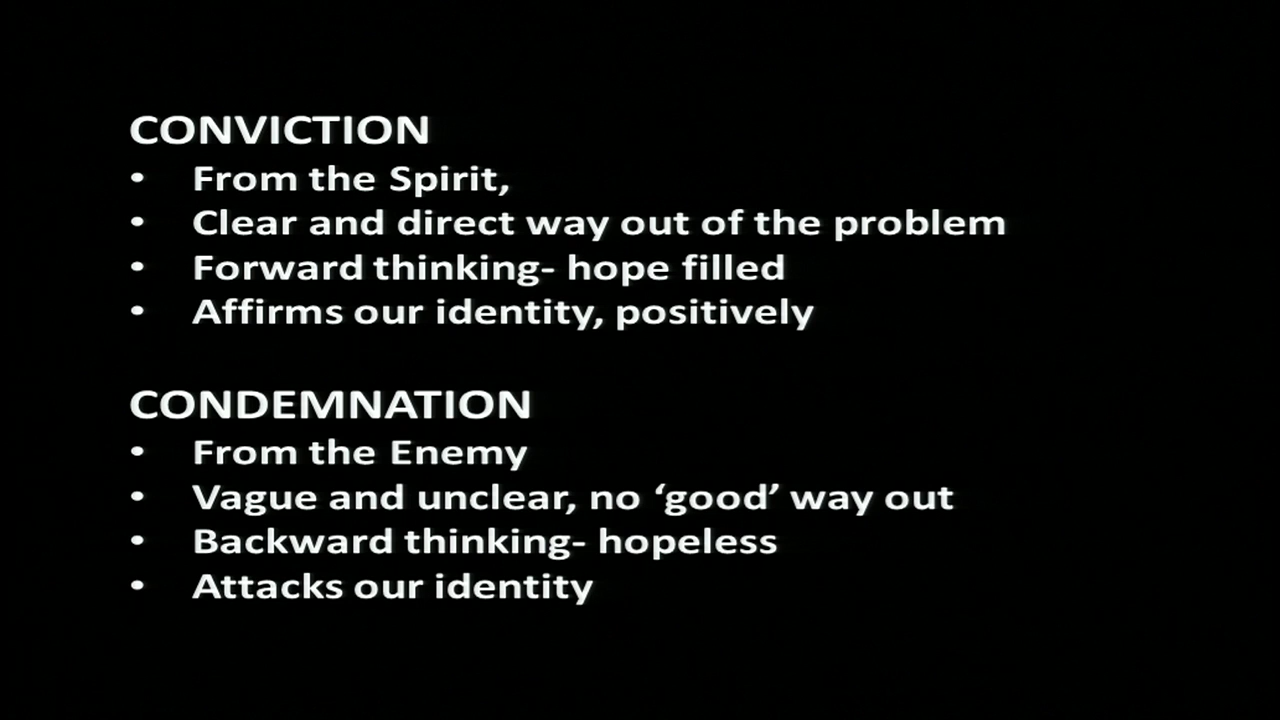 CONVICTION
• From the Spirit,
• Clear and direct way out of the problem
• Forward thinking- hope filled
• Affirms our identity, positively
CONDEMNATION
• From the Enemy
• Vague and unclear, no ‘good’ way out
• Backward thinking- hopeless
• Attacks our identity